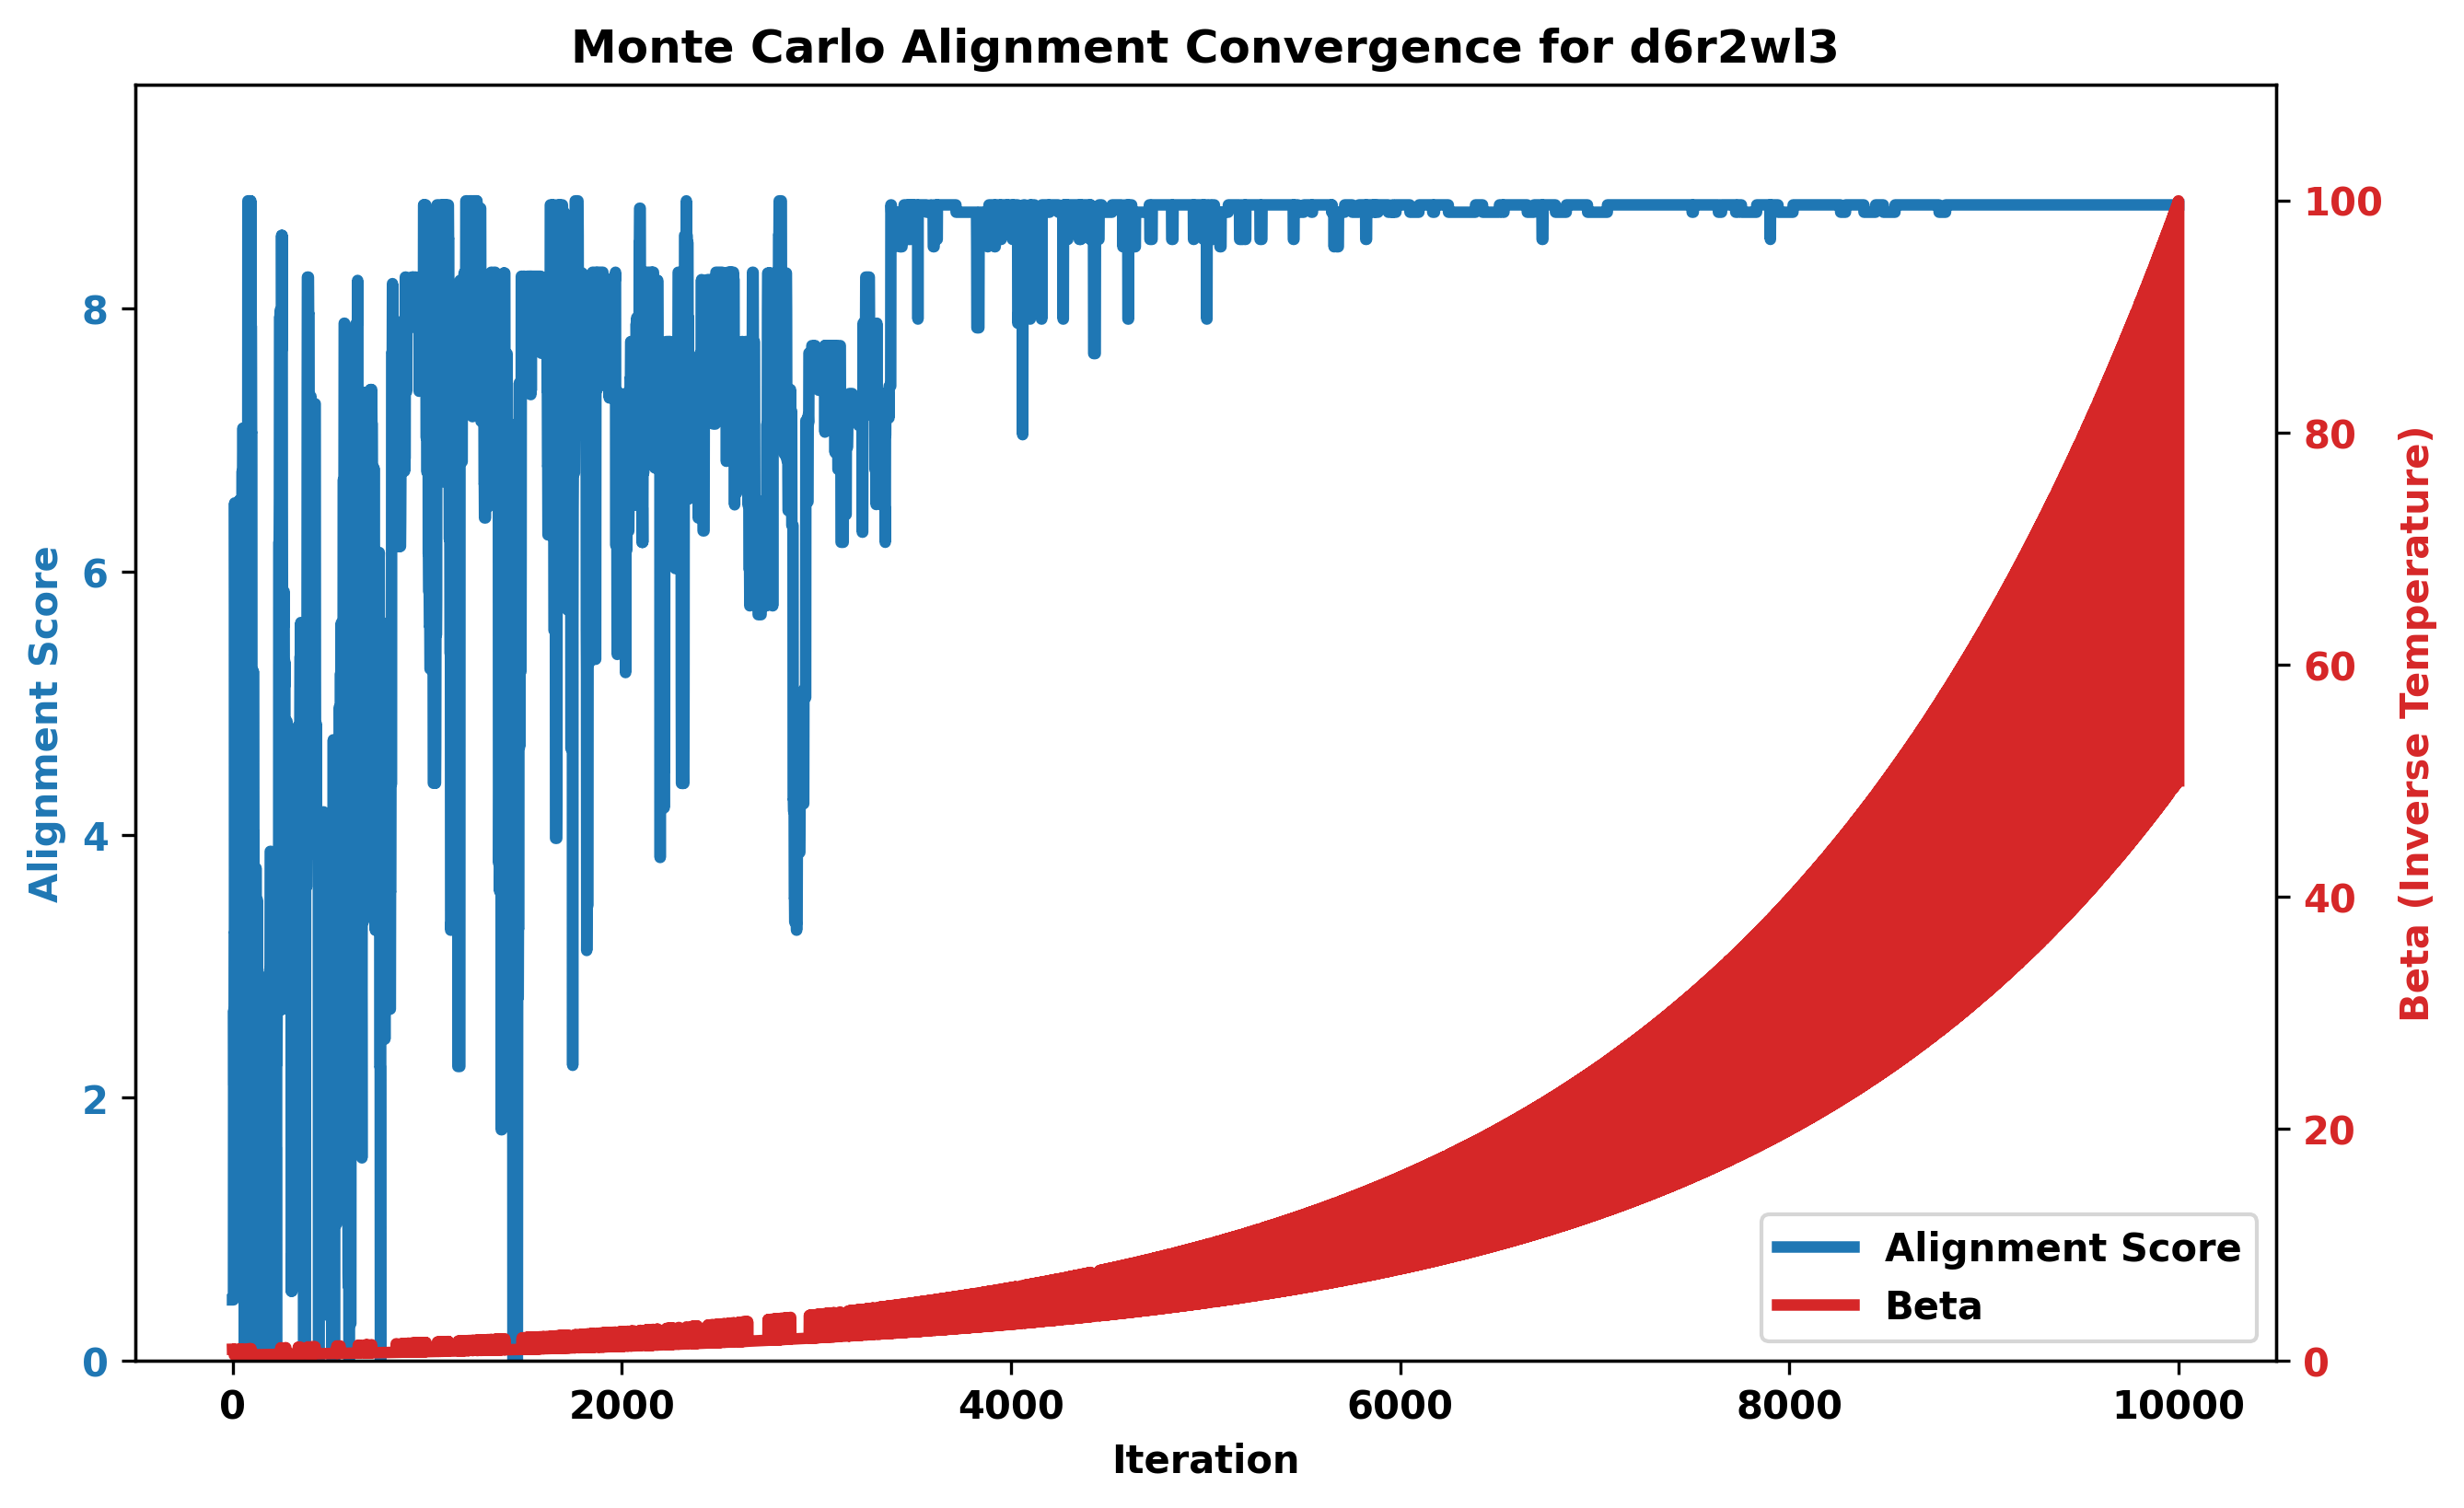 Monte Carlo Alignment Convergence for d6r2wl3
Alignment Score
8
6
4
2
0
100
80
60
40
20
0
Beta (Inverse Temperature)
Alignment Score
Beta
0
2000
4000
6000
8000
10000
Iteration